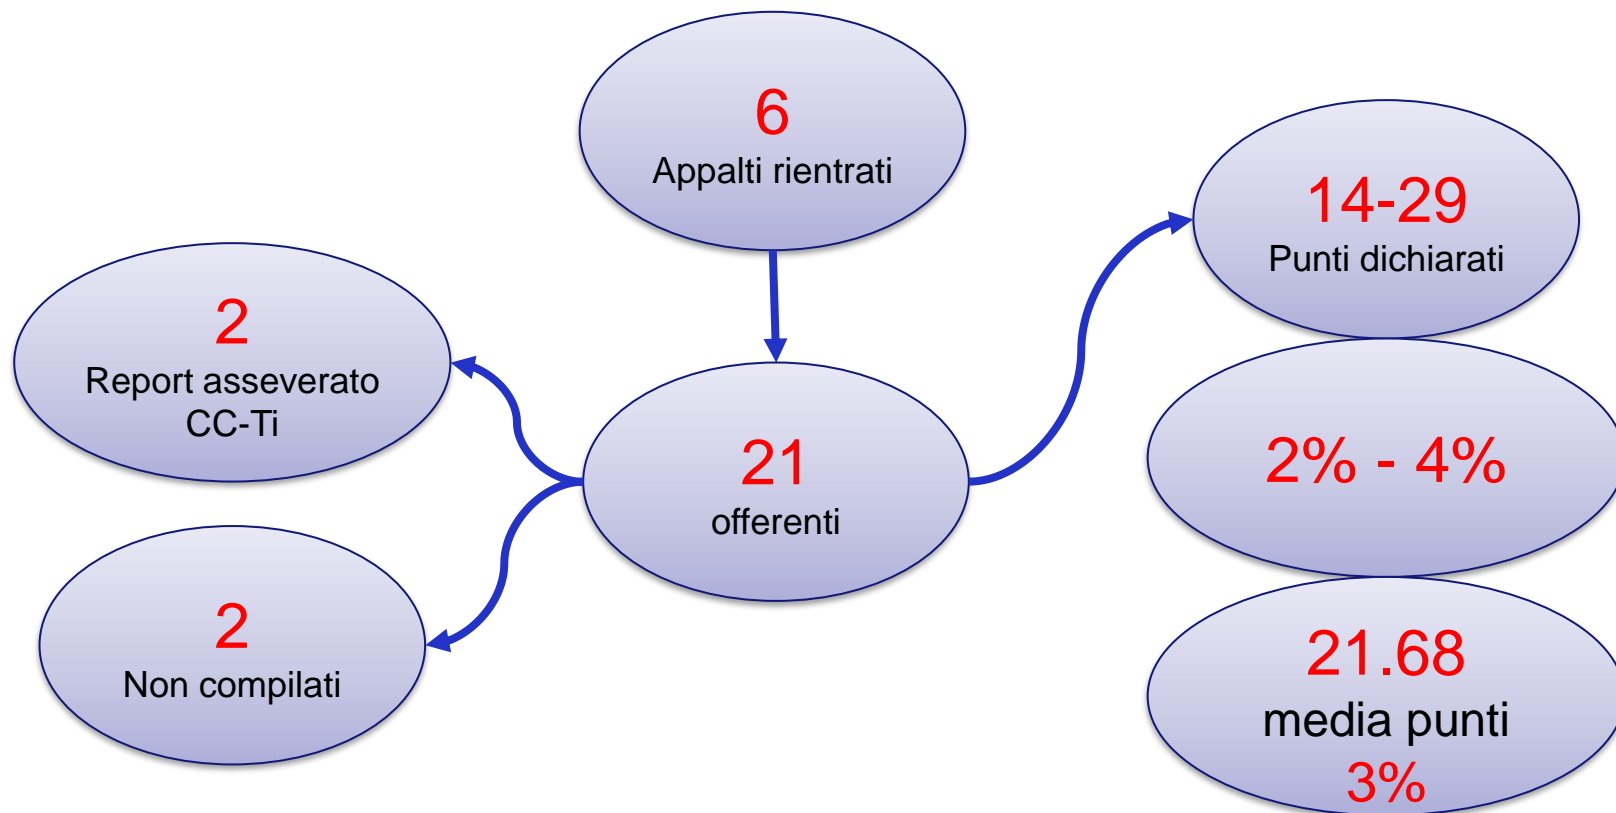 6
Appalti rientrati
14-29
Punti dichiarati
2
Report asseverato
CC-Ti
21
offerenti
2% - 4%
2
Non compilati
21.68
media punti
3%